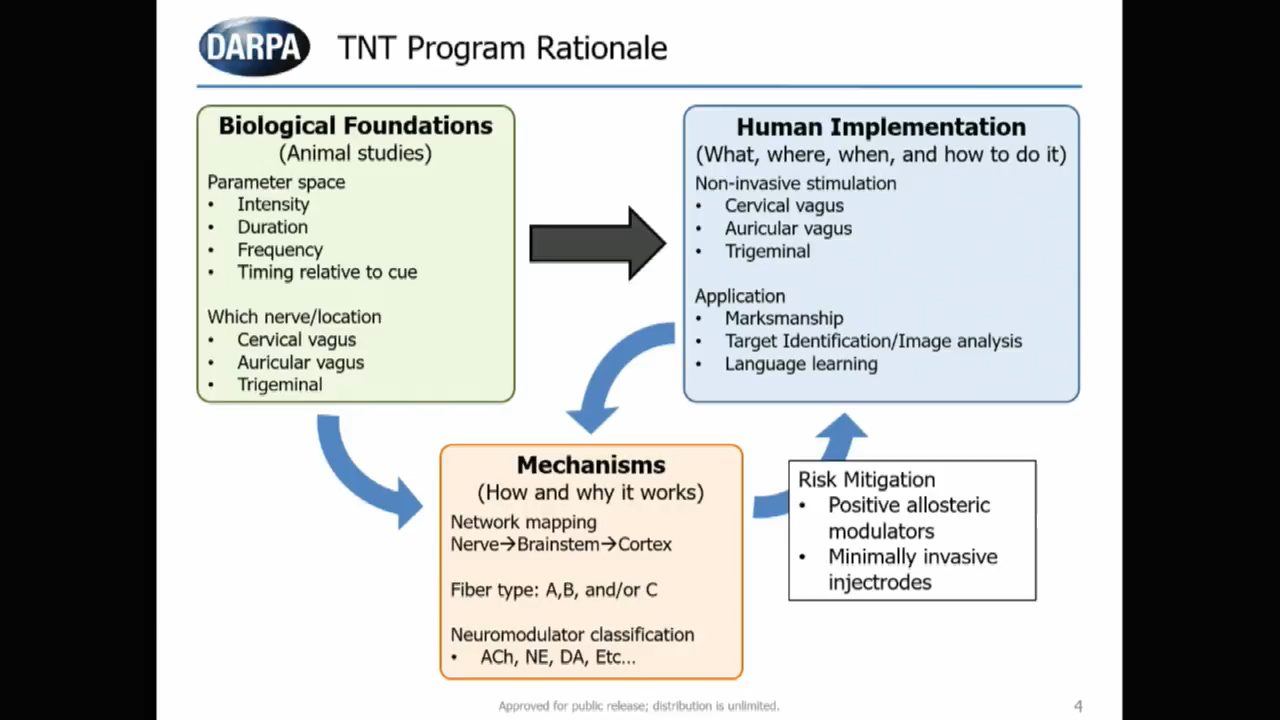 DARPA
TNT Program Rationale
Biological Foundations
(Animal studies)
Parameter space
• Intensity
• Duration
• Frequency
• Timing relative to cue
Which nerve/location
• Cervical vagus
• Auricular vagus
• Trigeminal
Human Implementation
(What, where, when, and how to do it)
Non-invasive stimulation
• Cervical vagus
• Auricular vagus
• Trigeminal
Application
• Marksmanship
• Target Identification/Image analysis
• Language learning
Mechanisms
(How and why it works)
Network mapping
Nerve→Brainstem→Cortex
Fiber type: A,B, and/or C
Neuromodulator classification
• ACh, NE, DA, Etc...
Risk Mitigation
• Positive allosteric
modulators
• Minimally invasive
injectrodes
Approved for public release; distribution is unlimited.
4